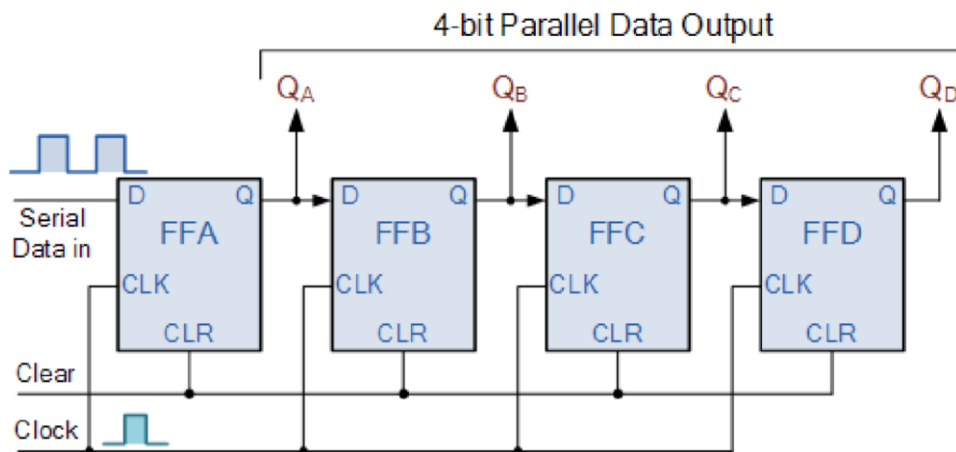 4-bit Parallel Data Output
QA QB QC QD
D Q D Q D Q D Q
Serial
Data in
FFA FFB FFC FFD
CLK CLK CLK CLK
CLR CLR CLR CLR
Clear
Clock